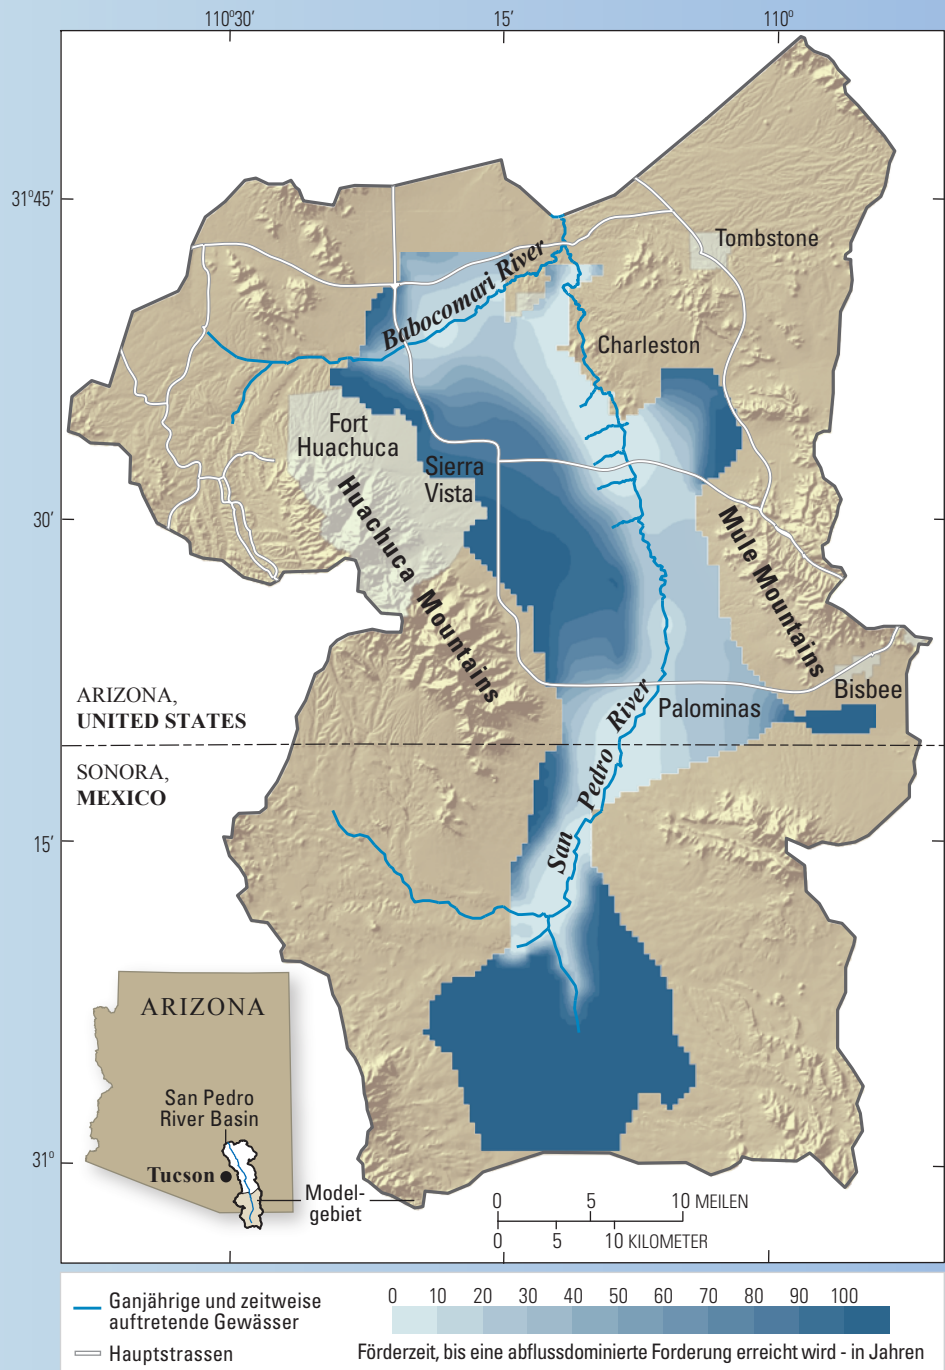 110°30′
15′
110°
31°45′
Tombstone
Babocomari River
Charleston
Fort
Huachuca
Sierra
Vista
30′
Huachuca Mountains
Mule Mountains
Bisbee
ARIZONA,
UNITED STATES
Palominas
SONORA,
MEXICO
San Pedro River
15′
ARIZONA
San Pedro
River Basin
Tucson
Model-
gebiet
31°
0 5 10 MEILEN
0 5 10 KILOMETER
Ganjährige und zeitweise
auftretende Gewässer
Hauptstrassen
0 10 20 30 40 50 60 70 80 90 100
Förderzeit, bis eine abflussdominierte Forderung erreicht wird - in Jahren